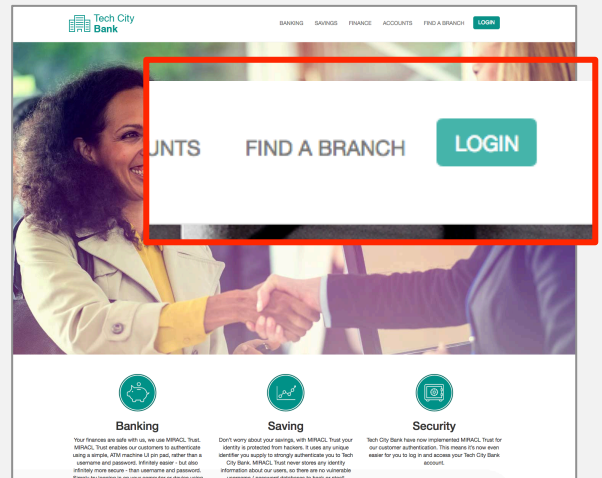 Tech City
Bank
BANKING SAVINGS FINANCE ACCOUNTS FIND A BRANCH LOGIN
UNTS FIND A BRANCH LOGIN
Banking
Your finances are safe with us, we use MIRACL Trust.
MIRACL Trust enables our customers to authenticate
using a simple, ATM machine UI pin pad, rather than a
username and password. Infinitely easier - but also
infinitely more secure - than username and password.
Saving
Don't worry about your savings, with MIRACL Trust your
identity is protected from hackers. It uses any unique
identifier you supply to strongly authenticate you to Tech
City Bank. MIRACL Trust never stores any identity
information about our users, so there are no vulnerable
Security
Tech City Bank have now implemented MIRACL Trust for
our customer authentication. This means it's now even
easier for you to log in and access your Tech City Bank
account.